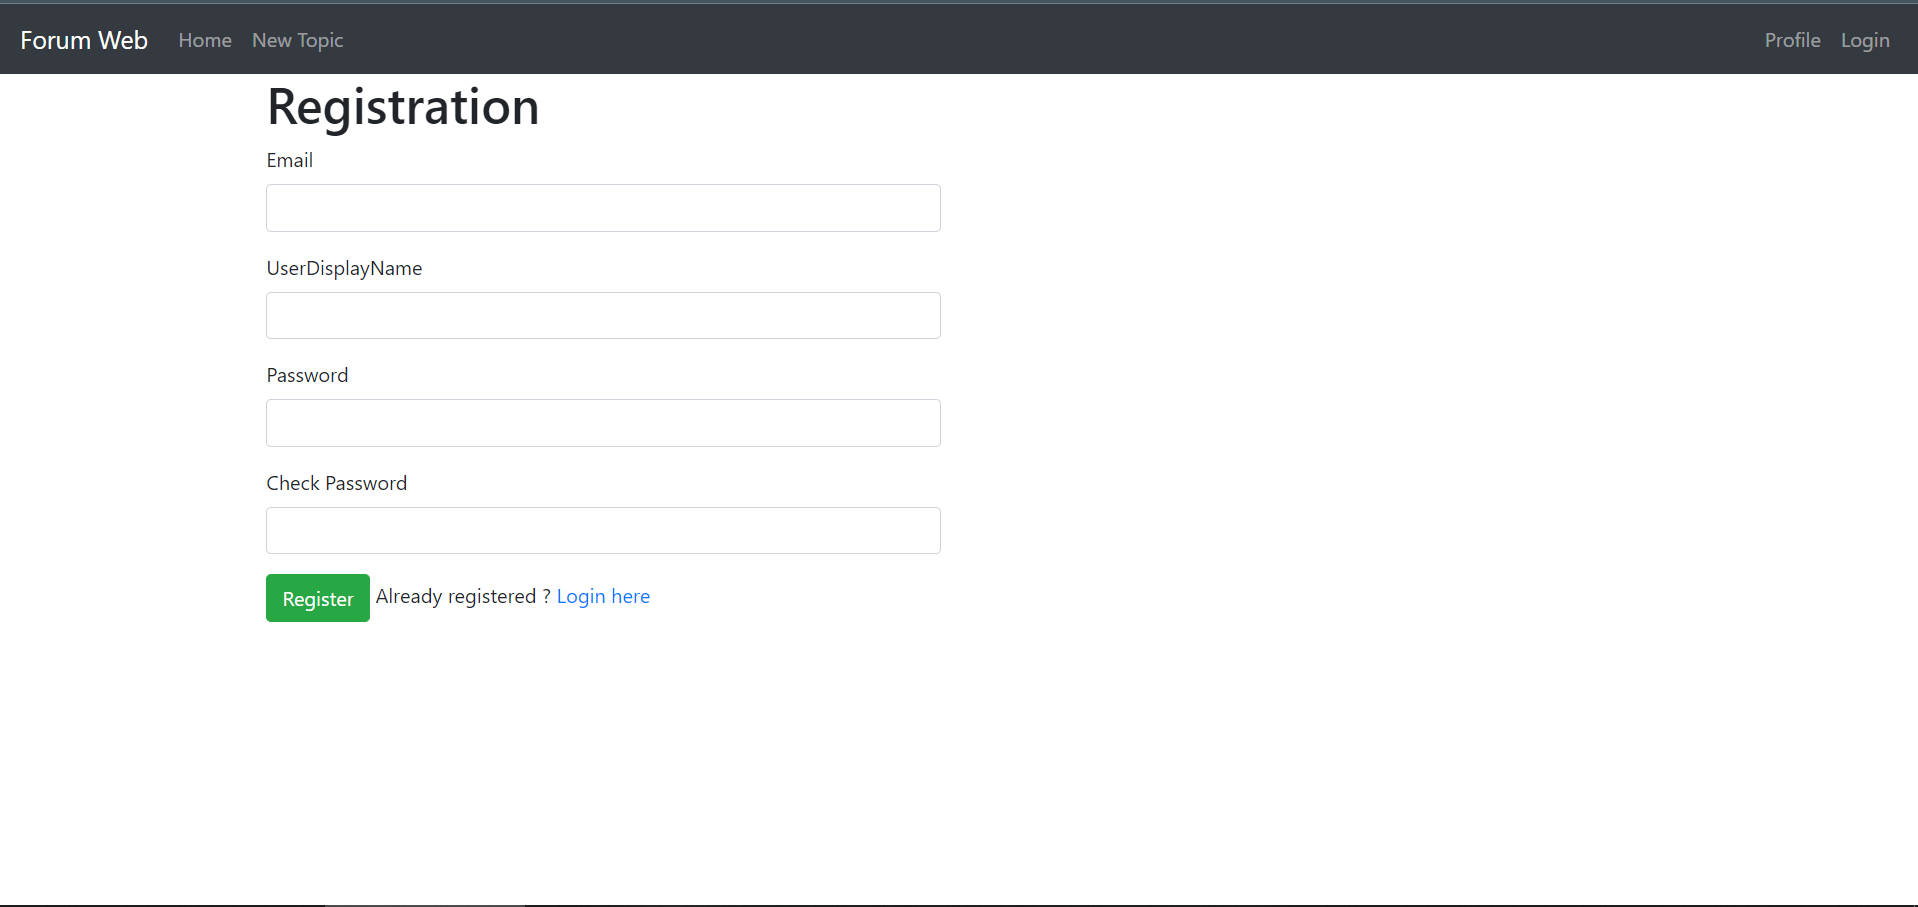 Forum Web Home New Topic Profile Login
Registration
Email
UserDisplayName
Password
Check Password
Register Already registered ? Login here